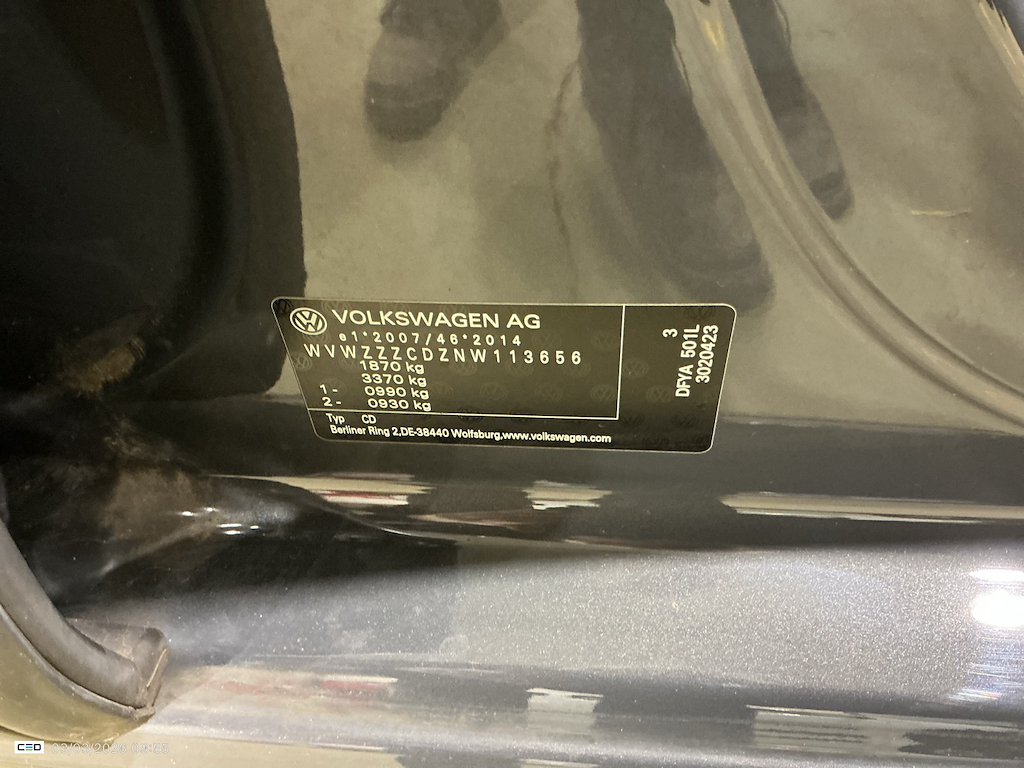 VOLKSWAGEN AG
e1*2007/46*2014
WVWZZZCDZNW113656
1870 kg
3370 kg
1 - 0990 kg
2 - 0930 kg
Typ CD
Berliner Ring 2,DE-38440 Wolfsburg,www.volkswagen.com
3
DFYA 501L
3020423
CEO